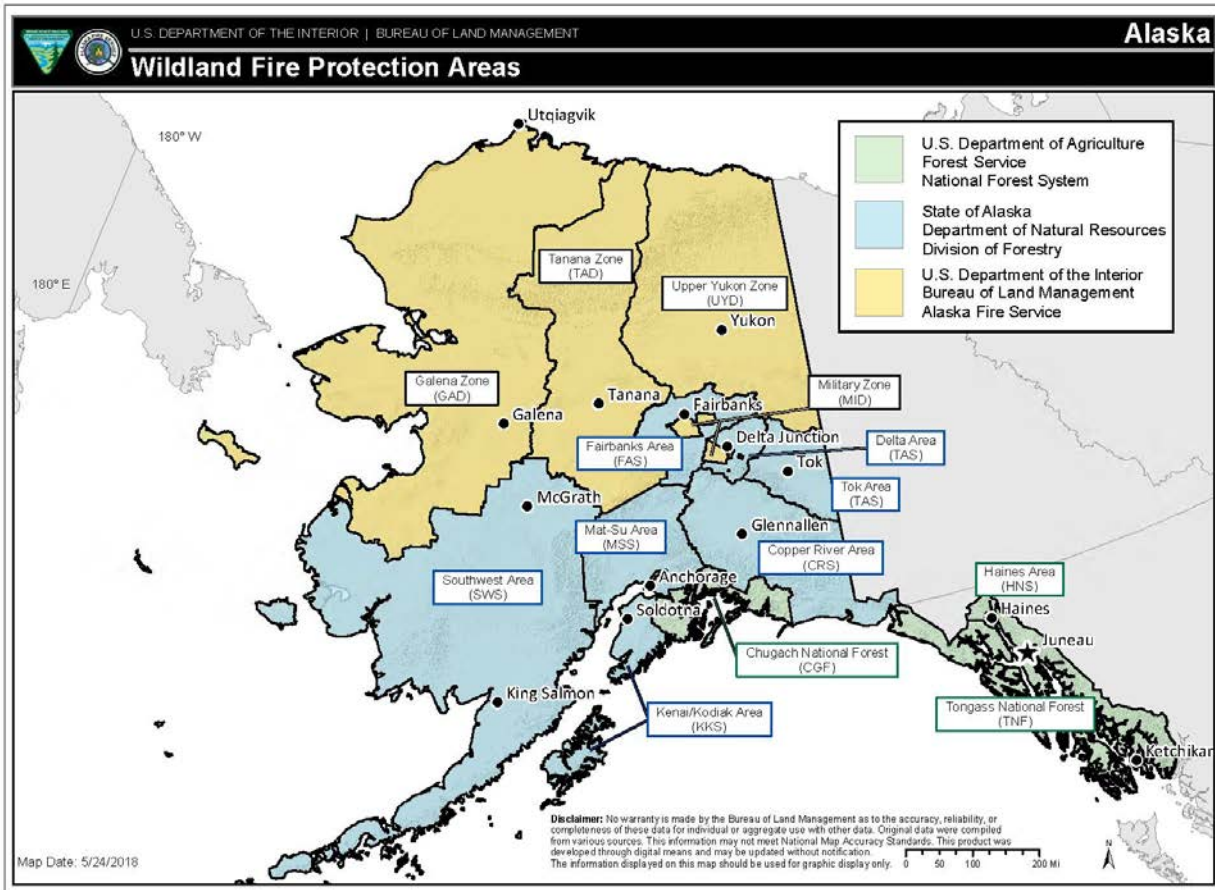 U.S. DEPARTMENT OF THE INTERIOR | BUREAU OF LAND MANAGEMENT
Alaska
Wildland Fire Protection Areas
Utqiagvik
180° W
U.S. Department of Agriculture
Forest Service
National Forest System
State of Alaska
Department of Natural Resources
Division of Forestry
U.S. Department of the Interior
Bureau of Land Management
Alaska Fire Service
180° E
Tanana Zone
(TAD)
Upper Yukon Zone
(UYD)
Yukon
Galena Zone
(GAD)
Military Zone
(MID)
Tanana
Galena
Fairbanks
Fairbanks Area
(FAS)
Delta Junction
Delta Area
(TAS)
Tok
Tok Area
(TAS)
McGrath
Mat-Su Area
(MSS)
Glennallen
Copper River Area
(CRS)
Southwest Area
(SWS)
Anchorage
Soldotna
Haines Area
(HNS)
Haines
Juneau
Chugach National Forest
(CGF)
King Salmon
Kenai/Kodiak Area
(KKS)
Tongass National Forest
(TNF)
Ketchikan
Disclaimer: No warranty is made by the Bureau of Land Management as to the accuracy, reliability, or
completeness of these data for individual or aggregate use with other data. Original data were compiled
from various sources. This information may not meet National Map Accuracy Standards. This product was
developed through digital means and may be updated without notification.
The information displayed on this map should be used for graphic display only.
0 50 100 200 Mi
N
Map Date: 5/24/2018